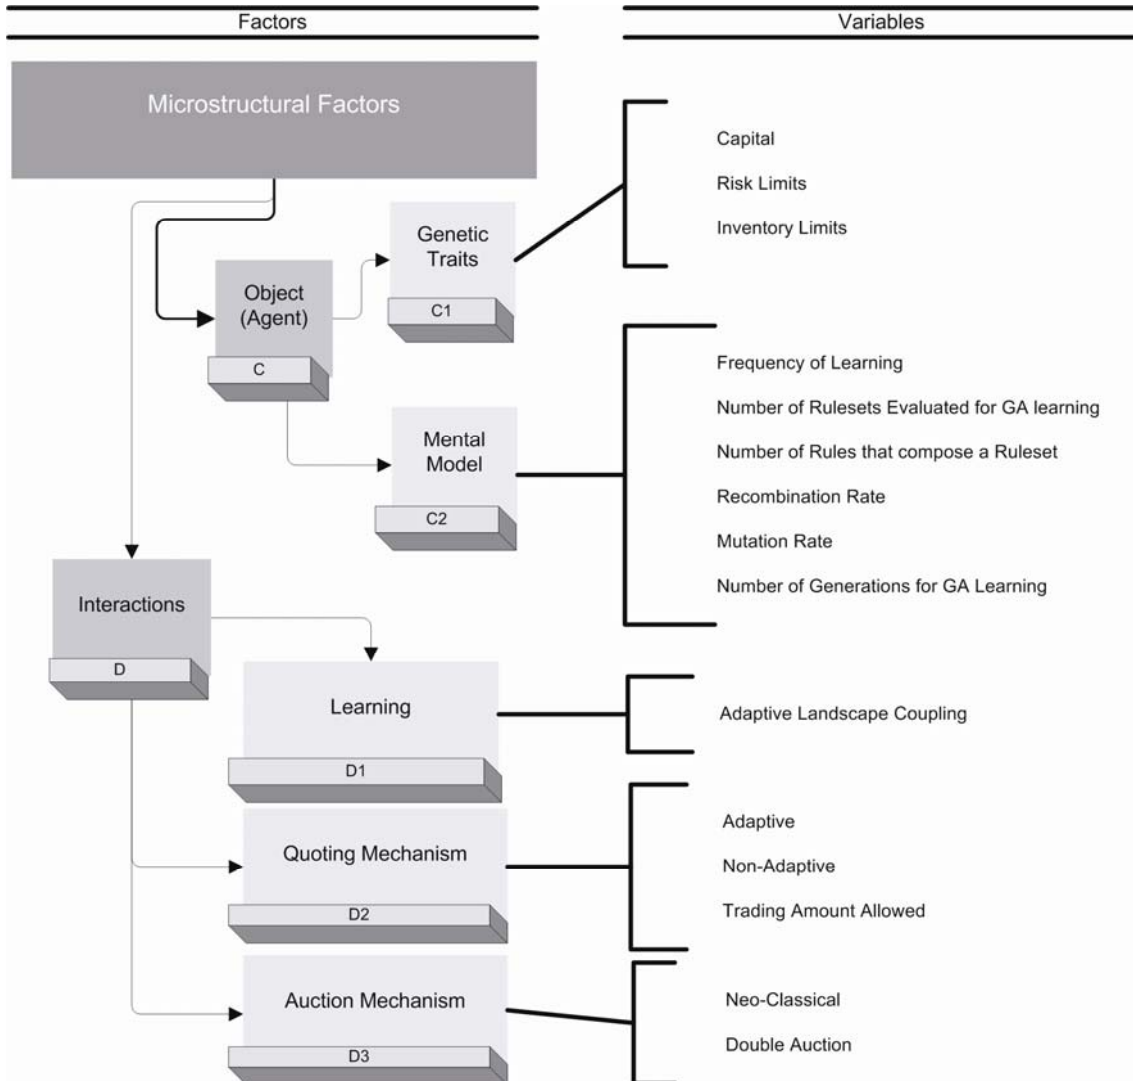 Factors
Variables
Microstructural Factors
Capital
Risk Limits
Inventory Limits
Genetic
Traits
C1
Object
(Agent)
C
Frequency of Learning
Number of Rulesets Evaluated for GA learning
Number of Rules that compose a Ruleset
Recombination Rate
Mutation Rate
Number of Generations for GA Learning
Mental
Model
C2
Interactions
D
Learning
D1
Adaptive Landscape Coupling
Quoting Mechanism
D2
Adaptive
Non-Adaptive
Trading Amount Allowed
Auction Mechanism
D3
Neo-Classical
Double Auction